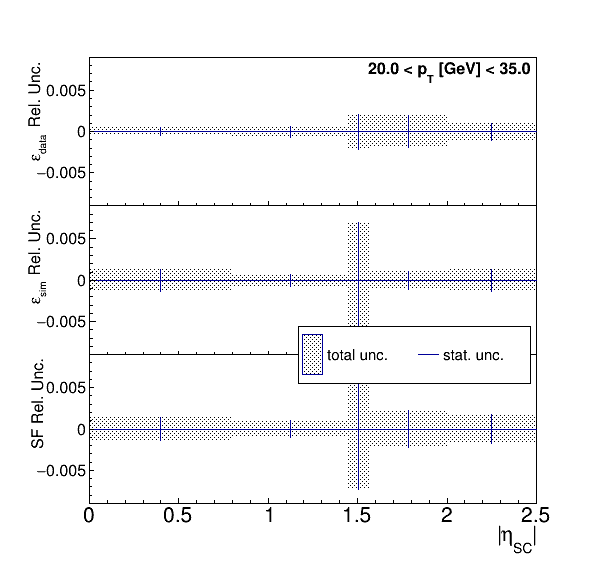 20.0 < p_T [GeV] < 35.0
ε_data Rel. Unc.
0.005
0
−0.005
ε_sim Rel. Unc.
0.005
0
−0.005
total unc.
stat. unc.
SF Rel. Unc.
0.005
0
−0.005
0 0.5 1 1.5 2 2.5
|η_SC|